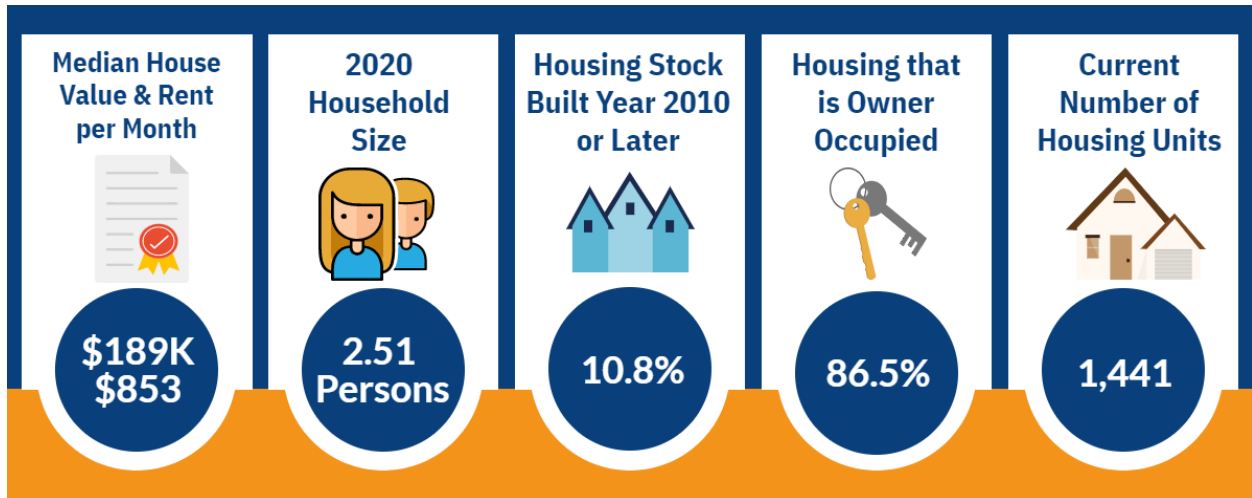 Median House
Value & Rent
per Month
$189K
$853
2020
Household
Size
2.51
Persons
Housing Stock
Built Year 2010
or Later
10.8%
Housing that
is Owner
Occupied
86.5%
Current
Number of
Housing Units
1,441